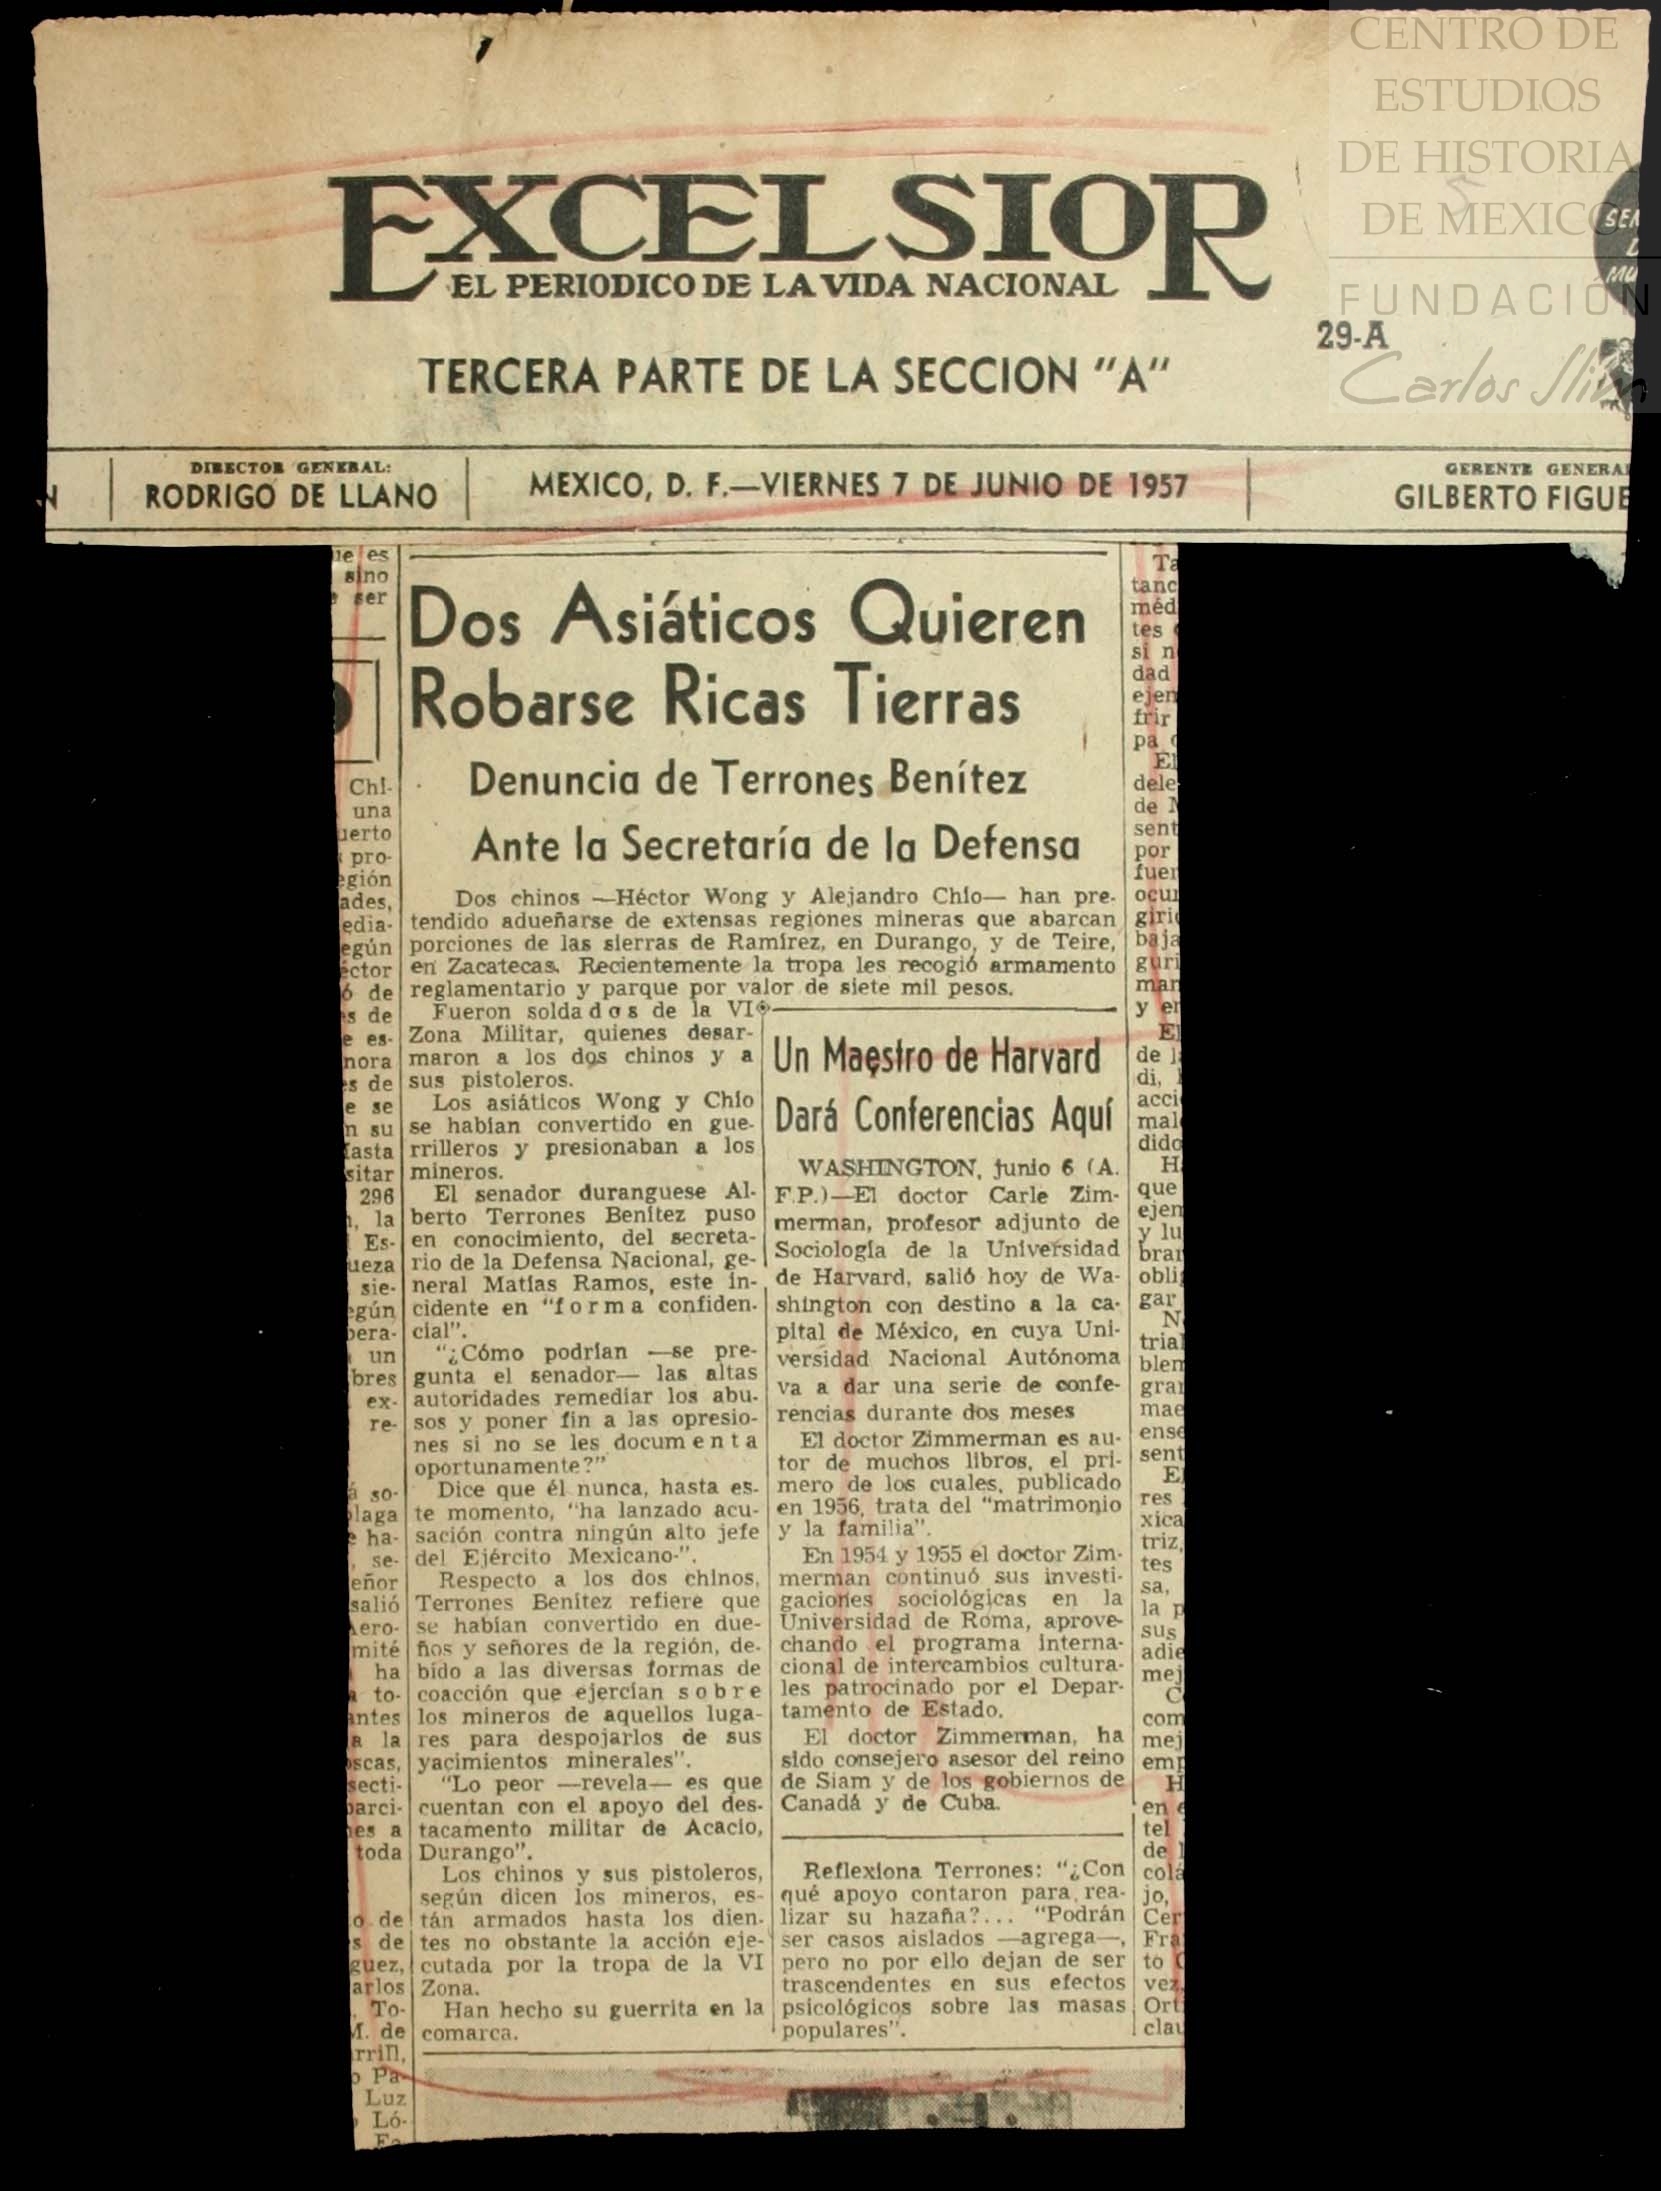 CENTRO DE
ESTUDIOS
DE HISTORIA
DE MEXICO
FUNDACIÓN
Carlos Slim
EXCELSIOR
EL PERIODICO DE LA VIDA NACIONAL
29-A
TERCERA PARTE DE LA SECCION "A"
DIRECTOR GENERAL:
RODRIGO DE LLANO
MEXICO, D. F.—VIERNES 7 DE JUNIO DE 1957
GERENTE GENERA
GILBERTO FIGUE
Dos Asiáticos Quieren
Robarse Ricas Tierras
Denuncia de Terrones Benítez
Ante la Secretaría de la Defensa
Dos chinos —Héctor Wong y Alejandro Chío— han pre-
tendido adueñarse de extensas regiones mineras que abarcan
porciones de las sierras de Ramírez, en Durango, y de Teire,
en Zacatecas. Recientemente la tropa les recogió armamento
reglamentario y parque por valor de siete mil pesos.
Fueron soldados de la VI
Zona Militar, quienes desar-
maron a los dos chinos y a
sus pistoleros.
Los asiáticos Wong y Chío
se habían convertido en gue-
rrilleros y presionaban a los
mineros.
El senador duranguese Al-
berto Terrones Benítez puso
en conocimiento, del secreta-
rio de la Defensa Nacional, ge-
neral Matías Ramos, este in-
cidente en "forma confiden-
cial".
"¿Cómo podrían —se pre-
gunta el senador— las altas
autoridades remediar los abu-
sos y poner fin a las opresio-
nes si no se les documenta
oportunamente?"
Dice que él nunca, hasta es-
te momento, "ha lanzado acu-
sación contra ningún alto jefe
del Ejército Mexicano-".
Respecto a los dos chinos,
Terrones Benítez refiere que
se habían convertido en due-
ños y señores de la región, de-
bido a las diversas formas de
coacción que ejercían sobre
los mineros de aquellos luga-
res para despojarlos de sus
yacimientos minerales".
"Lo peor —revela— es que
cuentan con el apoyo del des-
tacamento militar de Acacio,
Durango".
Los chinos y sus pistoleros,
según dicen los mineros, es-
tán armados hasta los dien-
tes no obstante la acción eje-
cutada por la tropa de la VI
Zona.
Han hecho su guerrita en la
comarca.
Un Maestro de Harvard
Dará Conferencias Aquí
WASHINGTON, junio 6 (A.
F.P.)—El doctor Carle Zim-
merman, profesor adjunto de
Sociología de la Universidad
de Harvard, salió hoy de Wa-
shington con destino a la ca-
pital de México, en cuya Uni-
versidad Nacional Autónoma
va a dar una serie de confe-
rencias durante dos meses
El doctor Zimmerman es au-
tor de muchos libros, el pri-
mero de los cuales, publicado
en 1956, trata del "matrimonio
y la familia".
En 1954 y 1955 el doctor Zim-
merman continuó sus investi-
gaciones sociológicas en la
Universidad de Roma, aprove-
chando el programa interna-
cional de intercambios cultura-
les patrocinado por el Depar-
tamento de Estado.
El doctor Zimmerman, ha
sido consejero asesor del reino
de Siam y de los gobiernos de
Canadá y de Cuba.
Reflexiona Terrones: "¿Con
qué apoyo contaron para rea-
lizar su hazaña?... "Podrán
ser casos aislados —agrega—,
pero no por ello dejan de ser
trascendentes en sus efectos
psicológicos sobre las masas
populares".